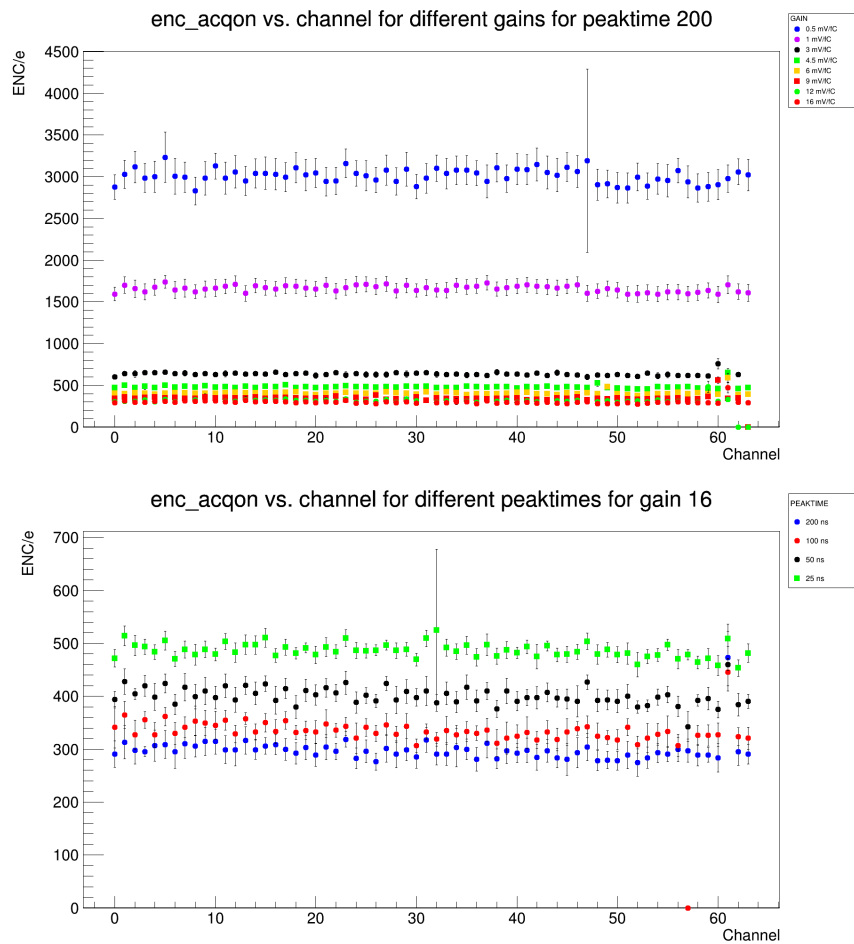 enc_acqon vs. channel for different gains for peaktime 200
ENC/e
4500
4000
3500
3000
2500
2000
1500
1000
500
0
0 10 20 30 40 50 60
Channel
GAIN
0.5 mV/fC
1 mV/fC
3 mV/fC
4.5 mV/fC
6 mV/fC
9 mV/fC
12 mV/fC
16 mV/fC
enc_acqon vs. channel for different peaktimes for gain 16
ENC/e
700
600
500
400
300
200
100
0
0 10 20 30 40 50 60
Channel
PEAKTIME
200 ns
100 ns
50 ns
25 ns